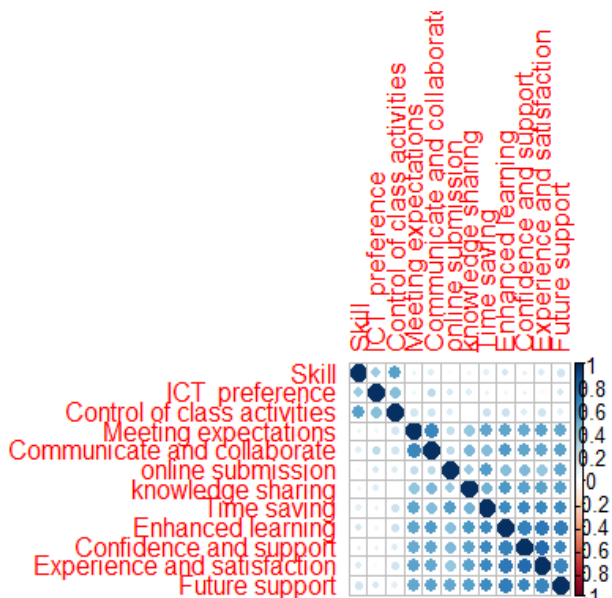 Skill
ICT preference
Control of class activities
Meeting expectations
Communicate and collaborate
online submission
knowledge sharing
Time saving
Enhanced learning
Confidence and support
Experience and satisfaction
Future support
Skill
ICT preference
Control of class activities
Meeting expectations
Communicate and collaborate
online submission
knowledge sharing
Time saving
Enhanced learning
Confidence and support
Experience and satisfaction
Future support
1
0.8
0.6
0.4
0.2
0
0.2
0.4
0.6
0.8
1